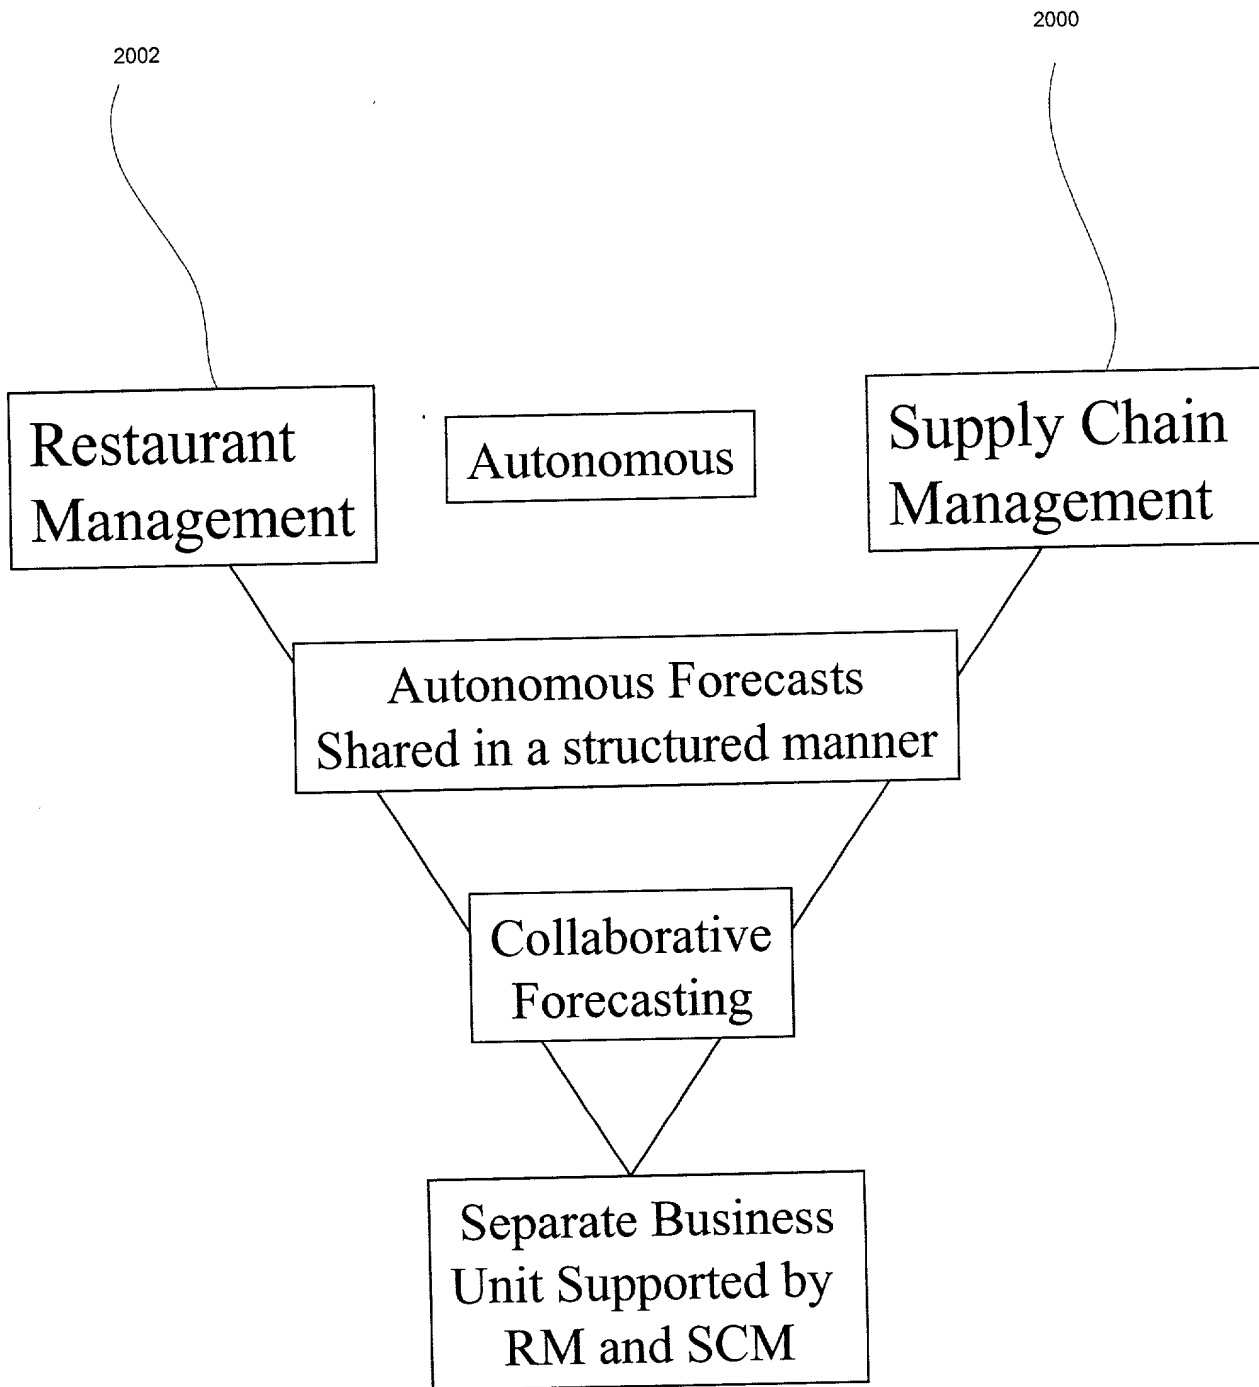 2002
2000
Restaurant
Management
Autonomous
Supply Chain
Management
Autonomous Forecasts
Shared in a structured manner
Collaborative
Forecasting
Separate Business
Unit Supported by
RM and SCM